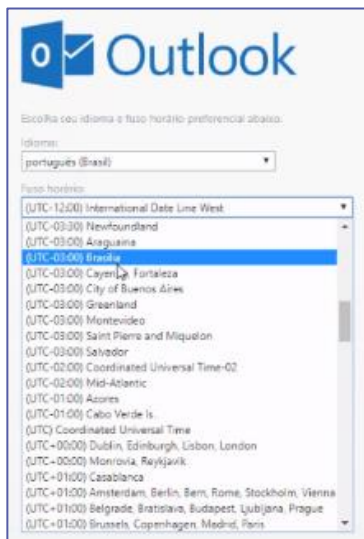 Outlook
Escolha seu idioma e fuso horário preferencial abaixo.
Idioma:
português (Brasil)
Fuso horário:
(UTC-12:00) International Date Line West
(UTC-03:30) Newfoundland
(UTC-03:00) Araguaina
(UTC-03:00) Brasilia
(UTC-03:00) Cayenne, Fortaleza
(UTC-03:00) City of Buenos Aires
(UTC-03:00) Greenland
(UTC-03:00) Montevideo
(UTC-03:00) Saint Pierre and Miquelon
(UTC-03:00) Salvador
(UTC-02:00) Coordinated Universal Time-02
(UTC-02:00) Mid-Atlantic
(UTC-01:00) Azores
(UTC-01:00) Cabo Verde Is.
(UTC) Coordinated Universal Time
(UTC+00:00) Dublin, Edinburgh, Lisbon, London
(UTC+00:00) Monrovia, Reykjavik
(UTC+01:00) Casablanca
(UTC+01:00) Amsterdam, Berlin, Bern, Rome, Stockholm, Vienna
(UTC+01:00) Belgrade, Bratislava, Budapest, Ljubljana, Prague
(UTC+01:00) Brussels, Copenhagen, Madrid, Paris